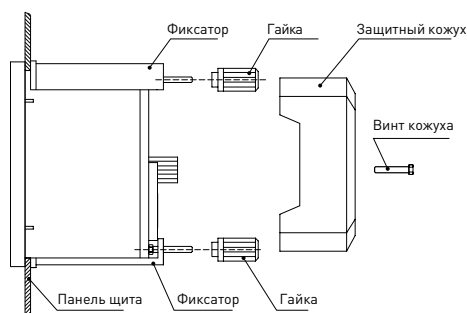 Фиксатор
Гайка
Защитный кожух
Винт кожуха
Панель щита
Фиксатор
Гайка